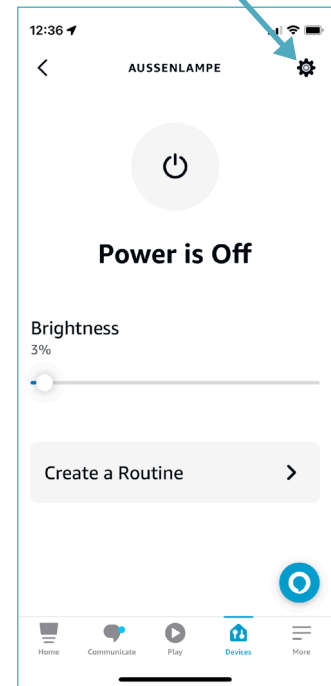 12:36
AUSSENLAMPE
Power is Off
Brightness
3%
Create a Routine
Home Communicate Play Devices More